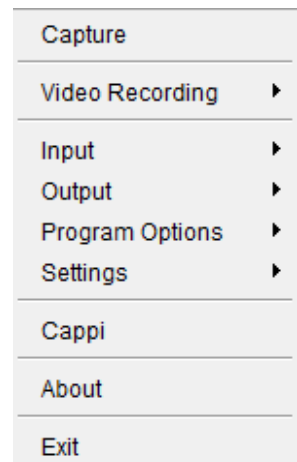 Capture
Video Recording
Input
Output
Program Options
Settings
Cappi
About
Exit